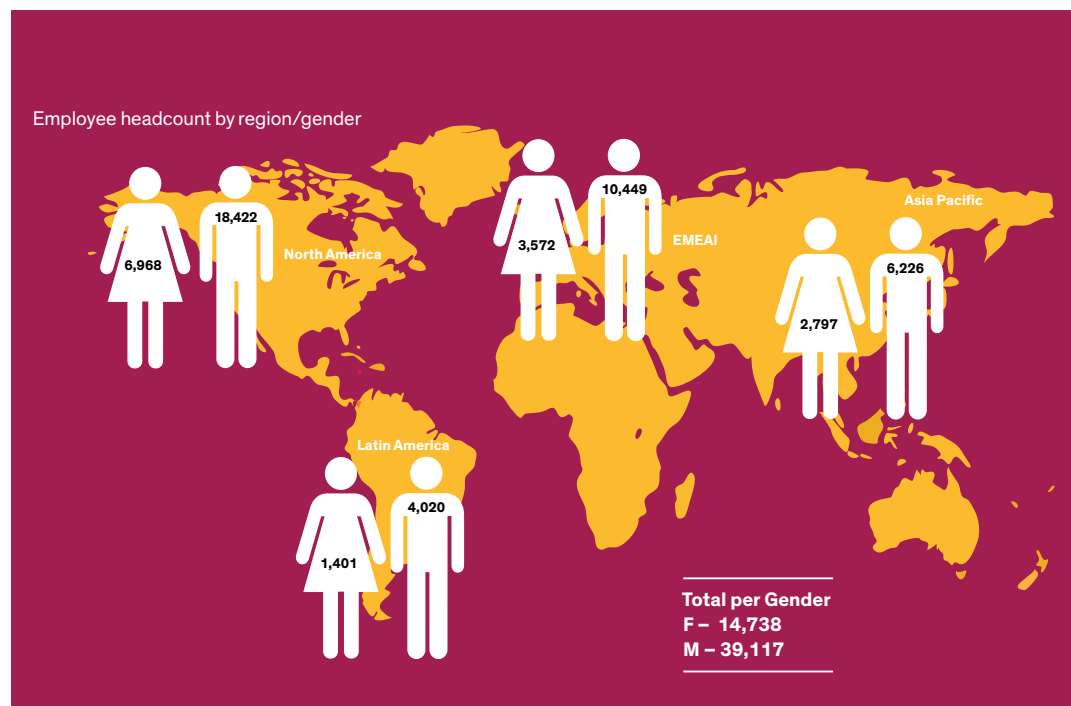 Employee headcount by region/gender
6,968
18,422
North America
3,572
10,449
EMEAI
Asia Pacific
2,797
6,226
Latin America
1,401
4,020
Total per Gender
F – 14,738
M – 39,117